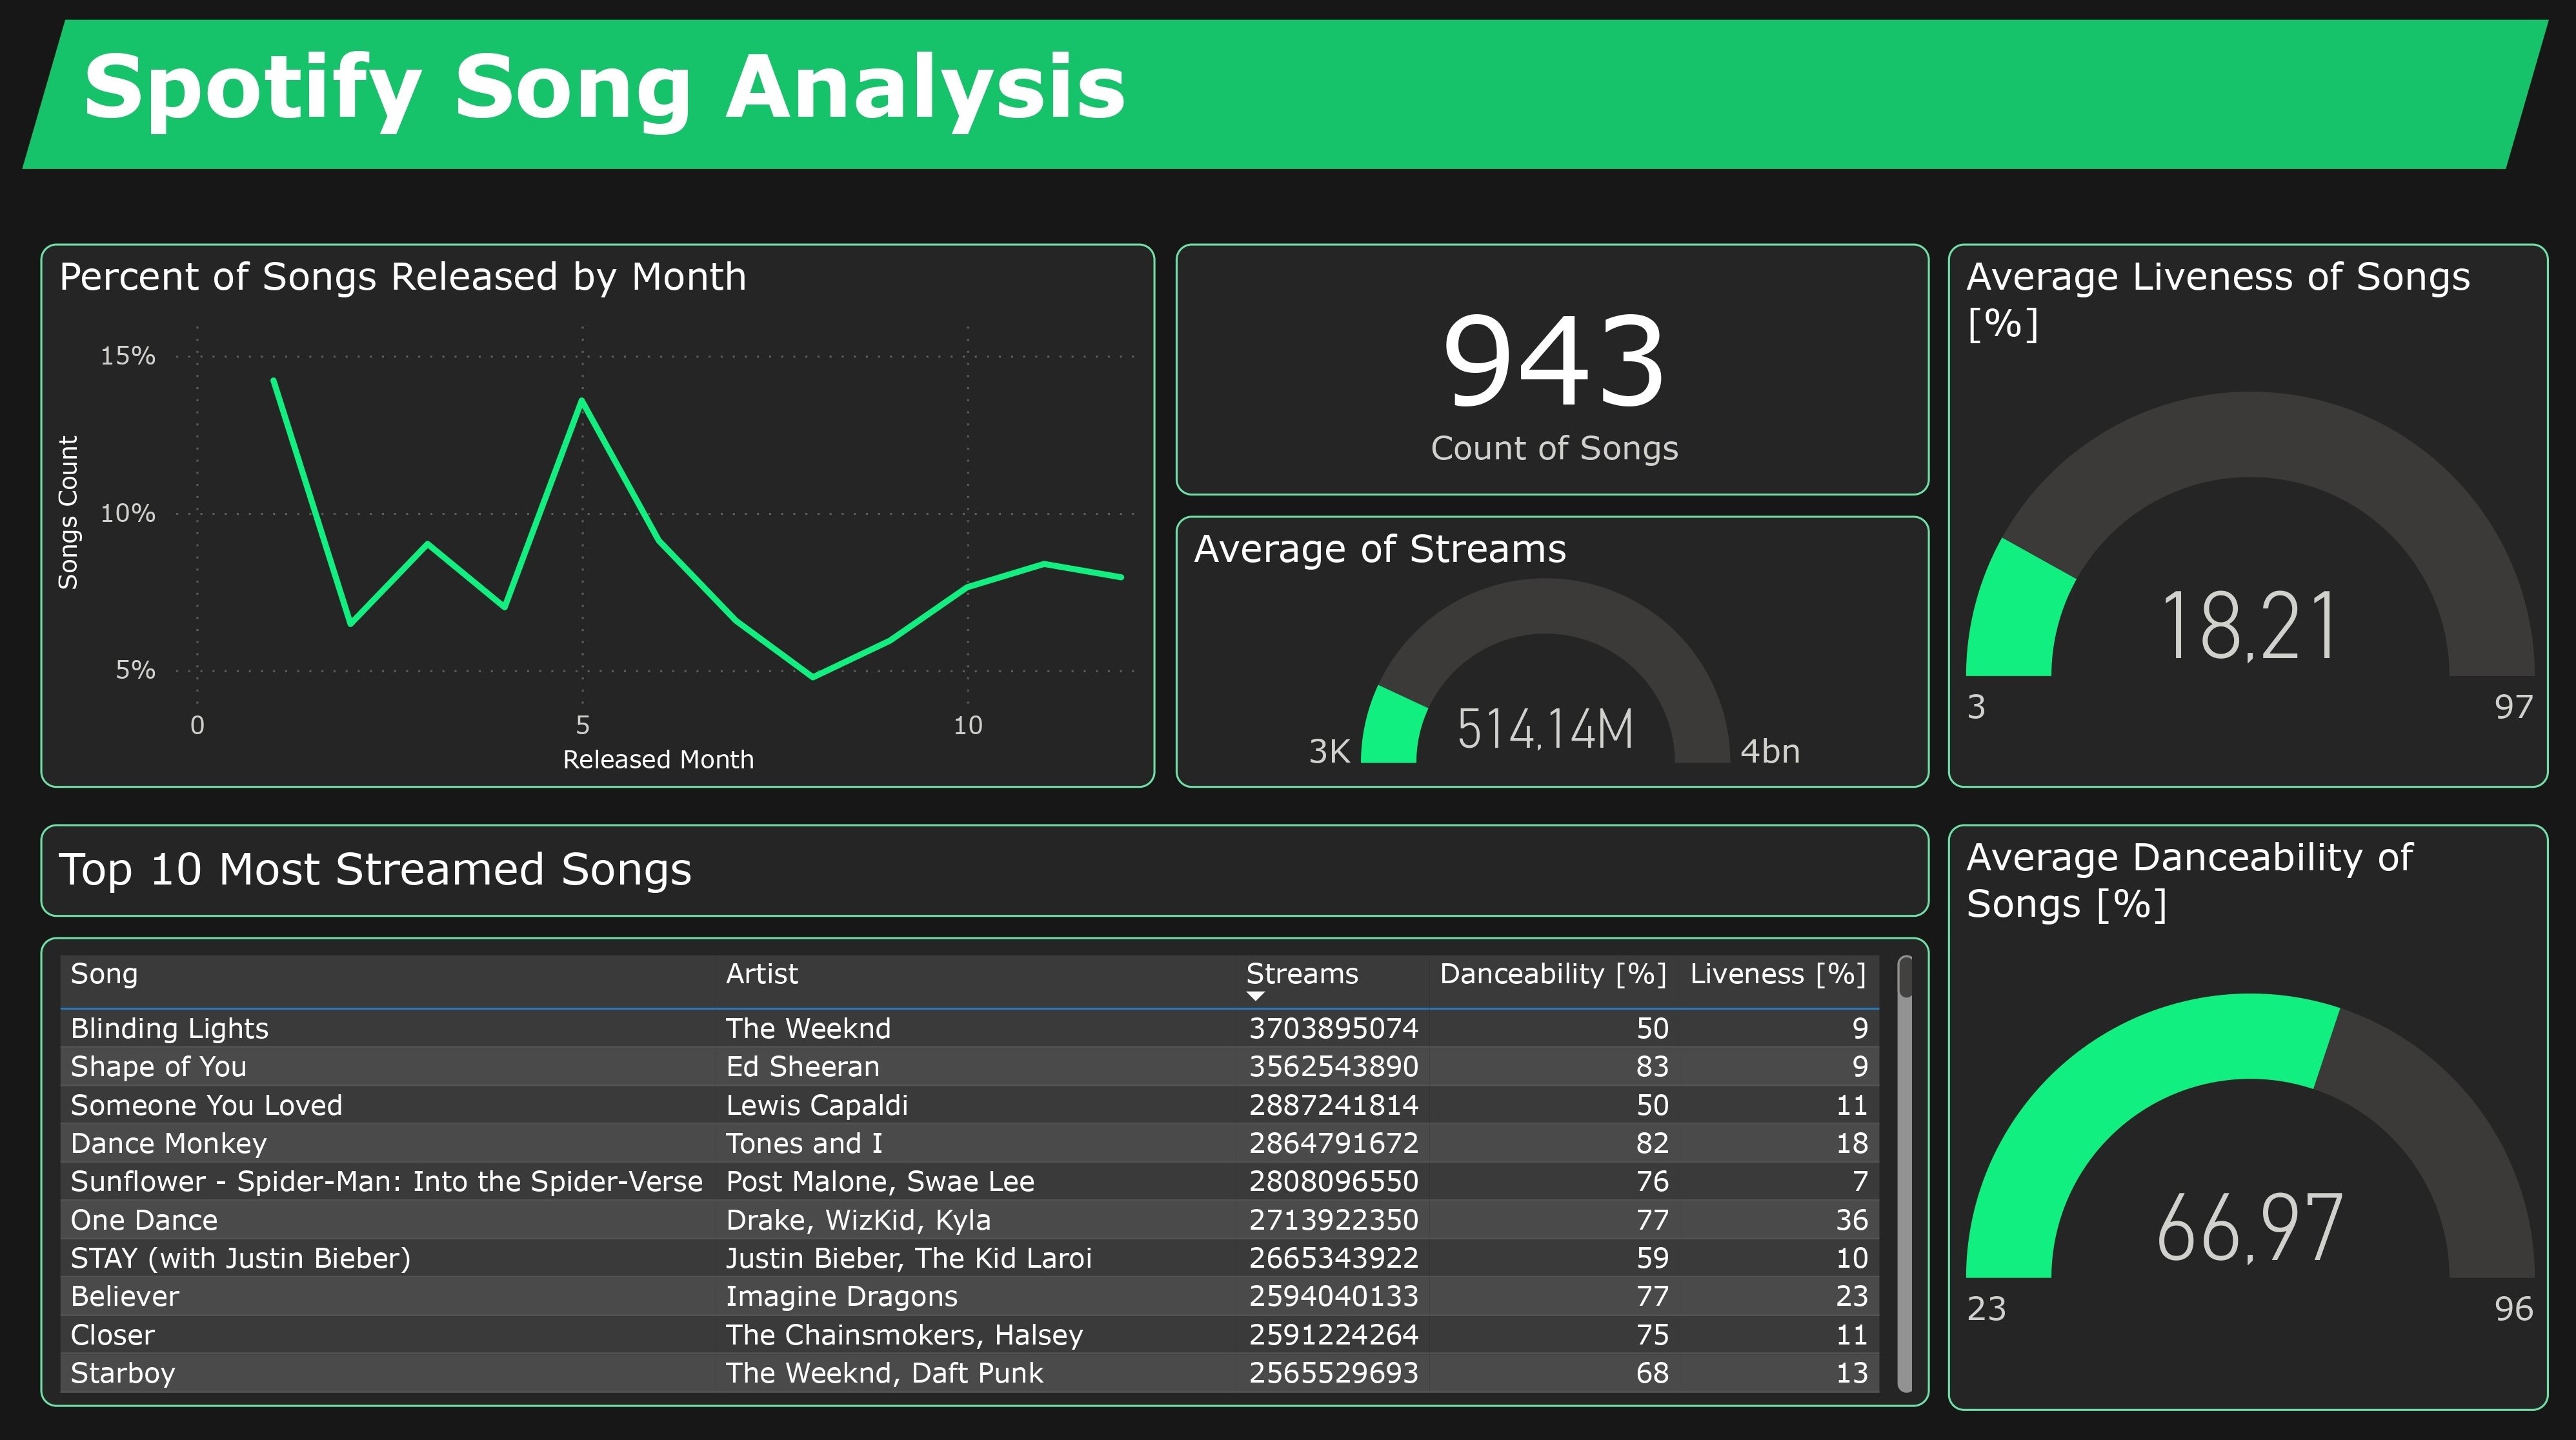 Spotify Song Analysis
Percent of Songs Released by Month
15%
10%
5%
Songs Count
0 5 10
Released Month
943
Count of Songs
Average of Streams
514,14M
3K 4bn
Average Liveness of Songs
[%]
18,21
3 97
Top 10 Most Streamed Songs
Song Artist Streams Danceability [%] Liveness [%]
Blinding Lights The Weeknd 3703895074 50 9
Shape of You Ed Sheeran 3562543890 83 9
Someone You Loved Lewis Capaldi 2887241814 50 11
Dance Monkey Tones and I 2864791672 82 18
Sunflower - Spider-Man: Into the Spider-Verse Post Malone, Swae Lee 2808096550 76 7
One Dance Drake, WizKid, Kyla 2713922350 77 36
STAY (with Justin Bieber) Justin Bieber, The Kid Laroi 2665343922 59 10
Believer Imagine Dragons 2594040133 77 23
Closer The Chainsmokers, Halsey 2591224264 75 11
Starboy The Weeknd, Daft Punk 2565529693 68 13
Average Danceability of
Songs [%]
66,97
23 96